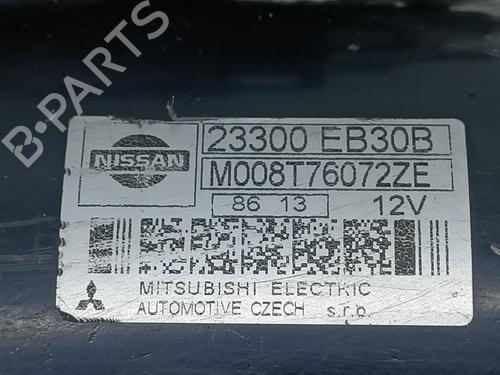 B-PARTS
NISSAN
23300 EB30B
M008T76072ZE
86 13 12V
MITSUBISHI ELECTRIC
AUTOMOTIVE CZECH s.r.o.